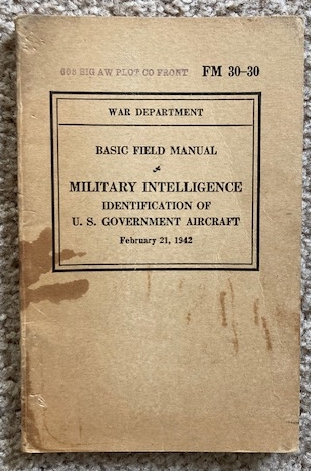 605 SIG AW PLOT CO FRONT FM 30-30
WAR DEPARTMENT
BASIC FIELD MANUAL
MILITARY INTELLIGENCE
IDENTIFICATION OF
U. S. GOVERNMENT AIRCRAFT
February 21, 1942